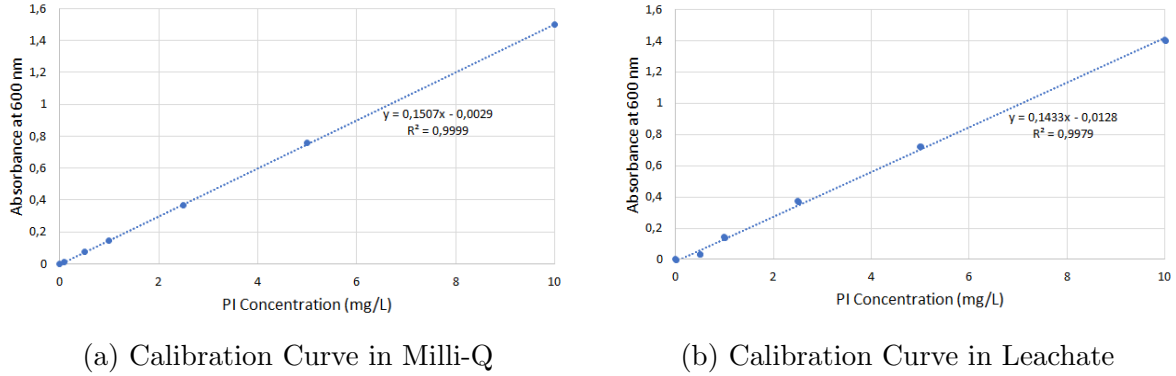 1,6
1,4
1,2
1
0,8
0,6
0,4
0,2
0
Absorbance at 600 nm
y = 0,1507x - 0,0029
R² = 0,9999
0 2 4 6 8 10
PI Concentration (mg/L)
(a) Calibration Curve in Milli-Q
1,6
1,4
1,2
1
0,8
0,6
0,4
0,2
0
Absorbance at 600 nm
y = 0,1433x - 0,0128
R² = 0,9979
0 2 4 6 8 10
PI Concentration (mg/L)
(b) Calibration Curve in Leachate